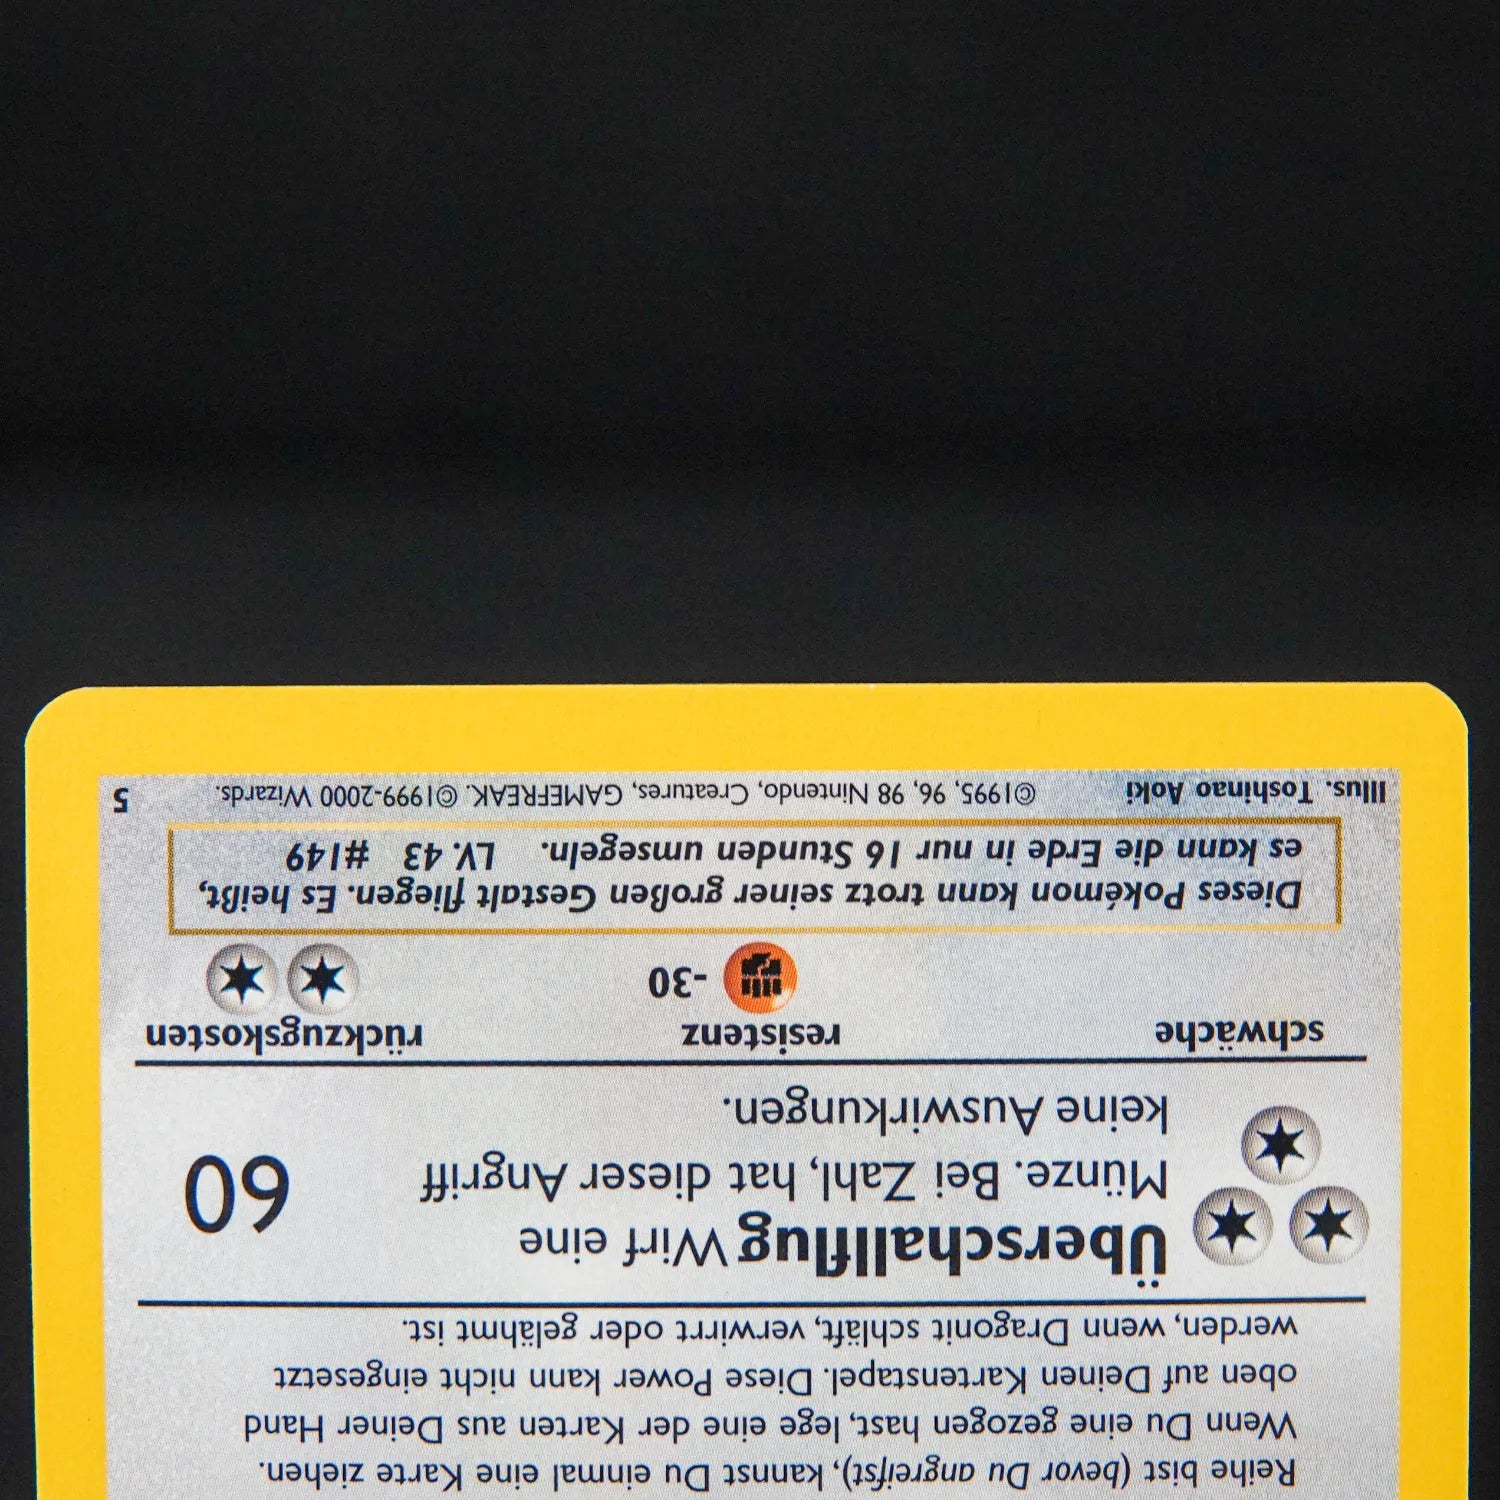 Reihe bist (bevor Du angreifst), kannst Du einmal eine Karte ziehen.
Wenn Du eine gezogen hast, lege eine der Karten aus Deiner Hand
oben auf Deinen Kartenstapel. Diese Power kann nicht eingesetzt
werden, wenn Dragonit schläft, verwirrt oder gelähmt ist.
Überschallflug Wirf eine
Münze. Bei Zahl, hat dieser Angriff
keine Auswirkungen.
60
schwäche resistenz rückzugskosten
-30
Dieses Pokémon kann trotz seiner großen Gestalt fliegen. Es heißt,
es kann die Erde in nur 16 Stunden umsegeln. LV. 43 #149
Illus. Toshinao Aoki ©1995, 96, 98 Nintendo, Creatures, GAMEFREAK. ©1999-2000 Wizards. 5